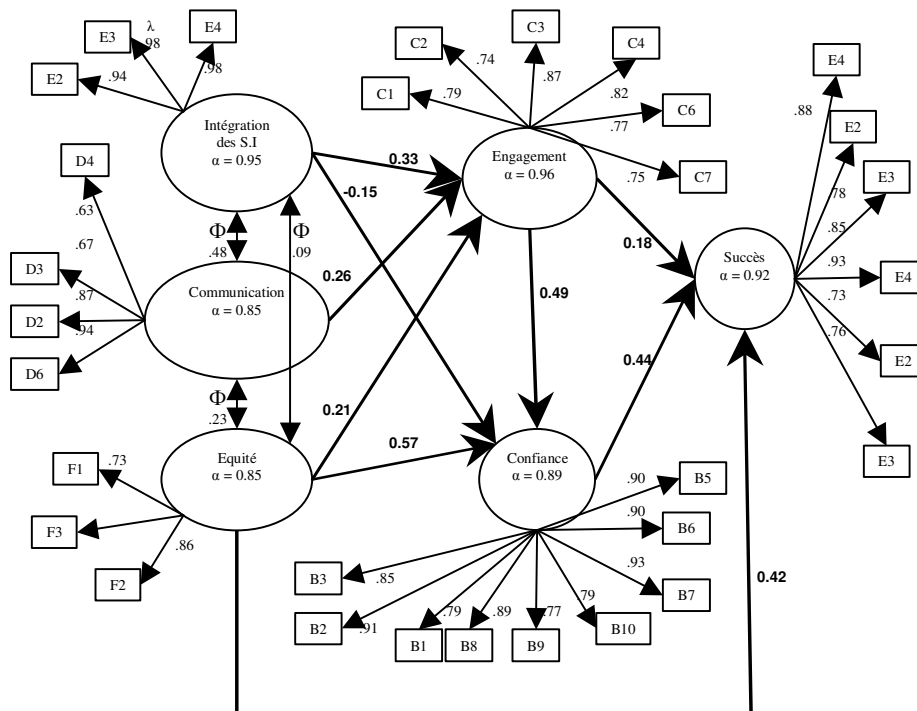 λ
E3
E4
.98
E2
.94
.98
Intégration
des S.I
α = 0.95
C2
C3
C4
.74
.87
C1
.79
.82
.77
C6
.75
C7
Engagement
α = 0.96
E4
.88
E2
.78
E3
.85
.93
E4
.73
.76
E2
E3
Succès
α = 0.92
D4
.63
.67
D3
.87
D2
.94
D6
Φ
.48
Φ
.09
Communication
α = 0.85
Φ
.23
0.33
-0.15
0.26
0.21
0.57
0.49
0.18
0.44
0.42
Equité
α = 0.85
F1
.73
F3
.86
F2
Confiance
α = 0.89
.90
B5
.90
B6
.93
B7
B3
.85
B2
.91
.79
.89
.77
.79
B1
B8
B9
B10